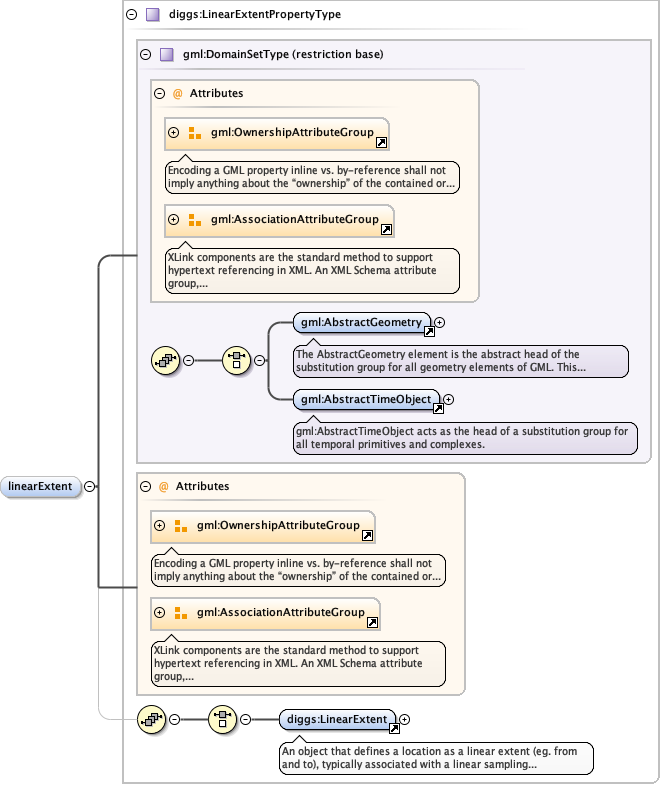 diggs:LinearExtentPropertyType
gml:DomainSetType (restriction base)
@ Attributes
gml:OwnershipAttributeGroup
Encoding a GML property inline vs. by-reference shall not
imply anything about the “ownership” of the contained or...
gml:AssociationAttributeGroup
XLink components are the standard method to support
hypertext referencing in XML. An XML Schema attribute
group,...
gml:AbstractGeometry
The AbstractGeometry element is the abstract head of the
substitution group for all geometry elements of GML. This...
gml:AbstractTimeObject
gml:AbstractTimeObject acts as the head of a substitution group for
all temporal primitives and complexes.
linearExtent
@ Attributes
gml:OwnershipAttributeGroup
Encoding a GML property inline vs. by-reference shall not
imply anything about the “ownership” of the contained or...
gml:AssociationAttributeGroup
XLink components are the standard method to support
hypertext referencing in XML. An XML Schema attribute
group,...
diggs:LinearExtent
An object that defines a location as a linear extent (eg. from
and to), typically associated with a linear sampling...